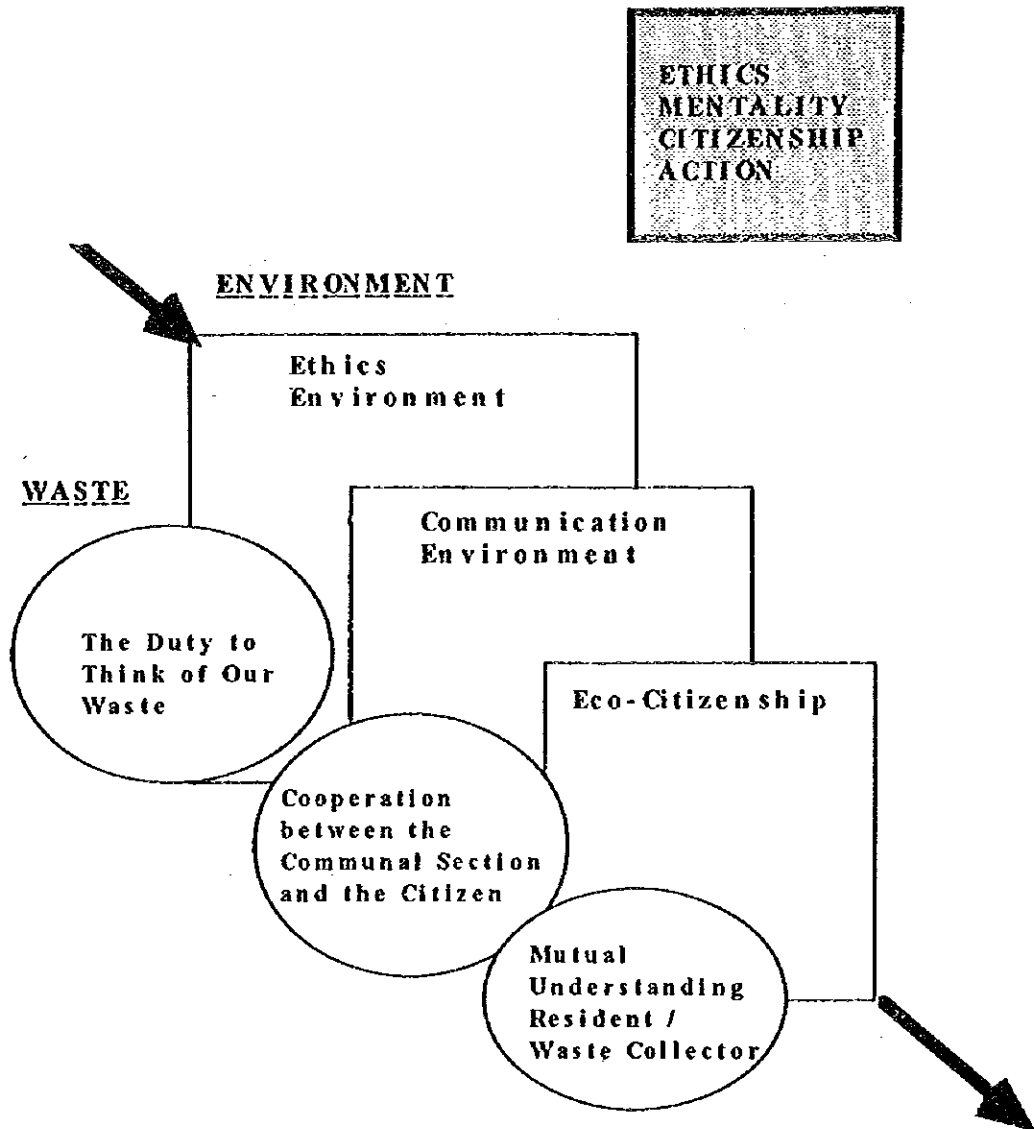 ETHICS
MENTALITY
CITIZENSHIP
ACTION
ENVIRONMENT
Ethics
Environment
WASTE
Communication
Environment
The Duty to
Think of Our
Waste
Eco-Citizenship
Cooperation
between the
Communal Section
and the Citizen
Mutual
Understanding
Resident /
Waste Collector